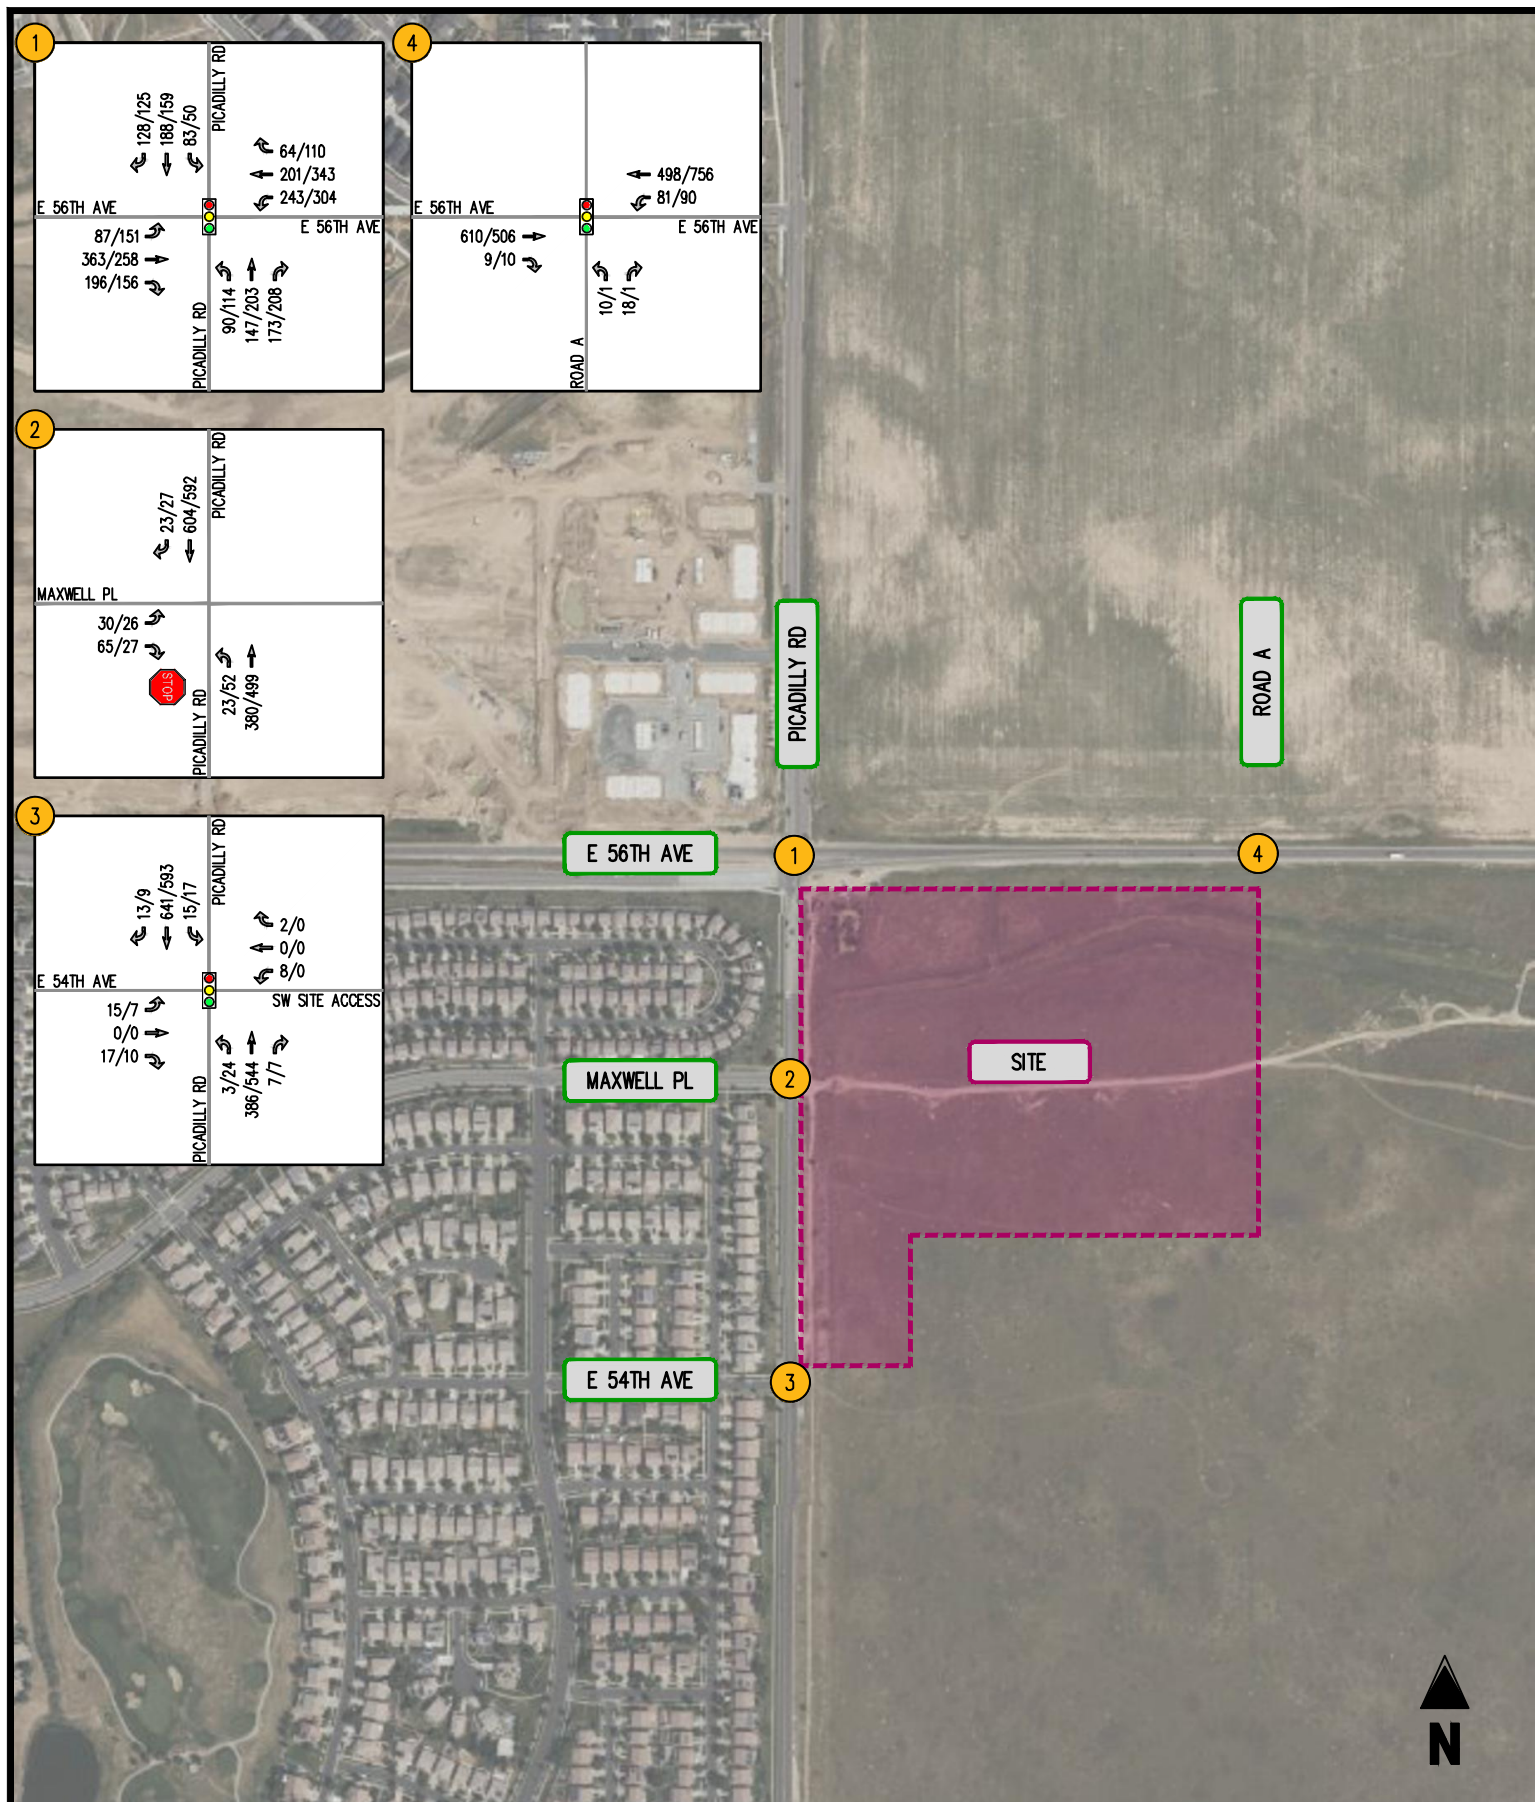 1
PICADILLY RD
128/125
188/159
83/50
64/110
201/343
243/304
E 56TH AVE
E 56TH AVE
87/151
363/258
196/156
90/114
147/203
173/208
PICADILLY RD
4
498/756
81/90
E 56TH AVE
E 56TH AVE
610/506
9/10
10/1
18/1
ROAD A
2
PICADILLY RD
23/27
604/592
MAXWELL PL
30/26
65/27
STOP
23/52
380/499
PICADILLY RD
3
PICADILLY RD
13/9
641/593
15/17
2/0
0/0
8/0
E 54TH AVE
SW SITE ACCESS
15/7
0/0
17/10
3/24
386/544
7/7
PICADILLY RD
PICADILLY RD
ROAD A
E 56TH AVE
1
4
MAXWELL PL
2
SITE
E 54TH AVE
3
N